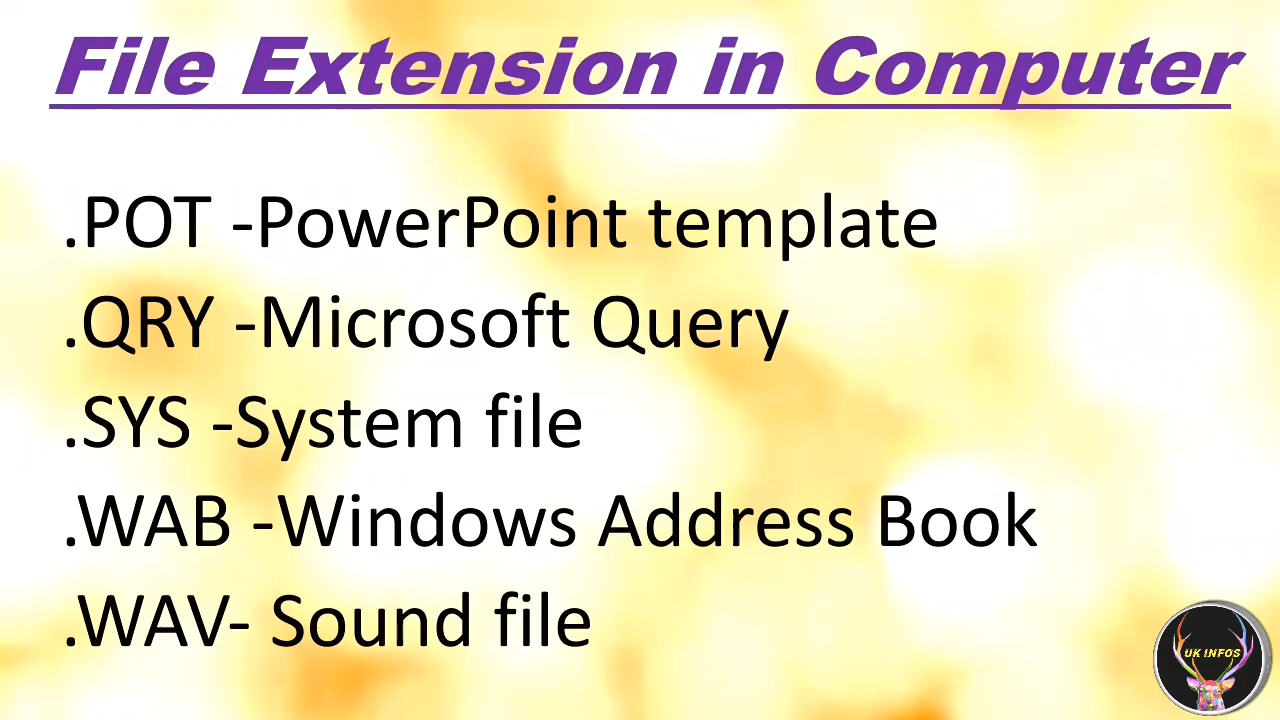 File Extension in Computer
.POT -PowerPoint template
.QRY -Microsoft Query
.SYS -System file
.WAB -Windows Address Book
.WAV- Sound file
UK INFOS